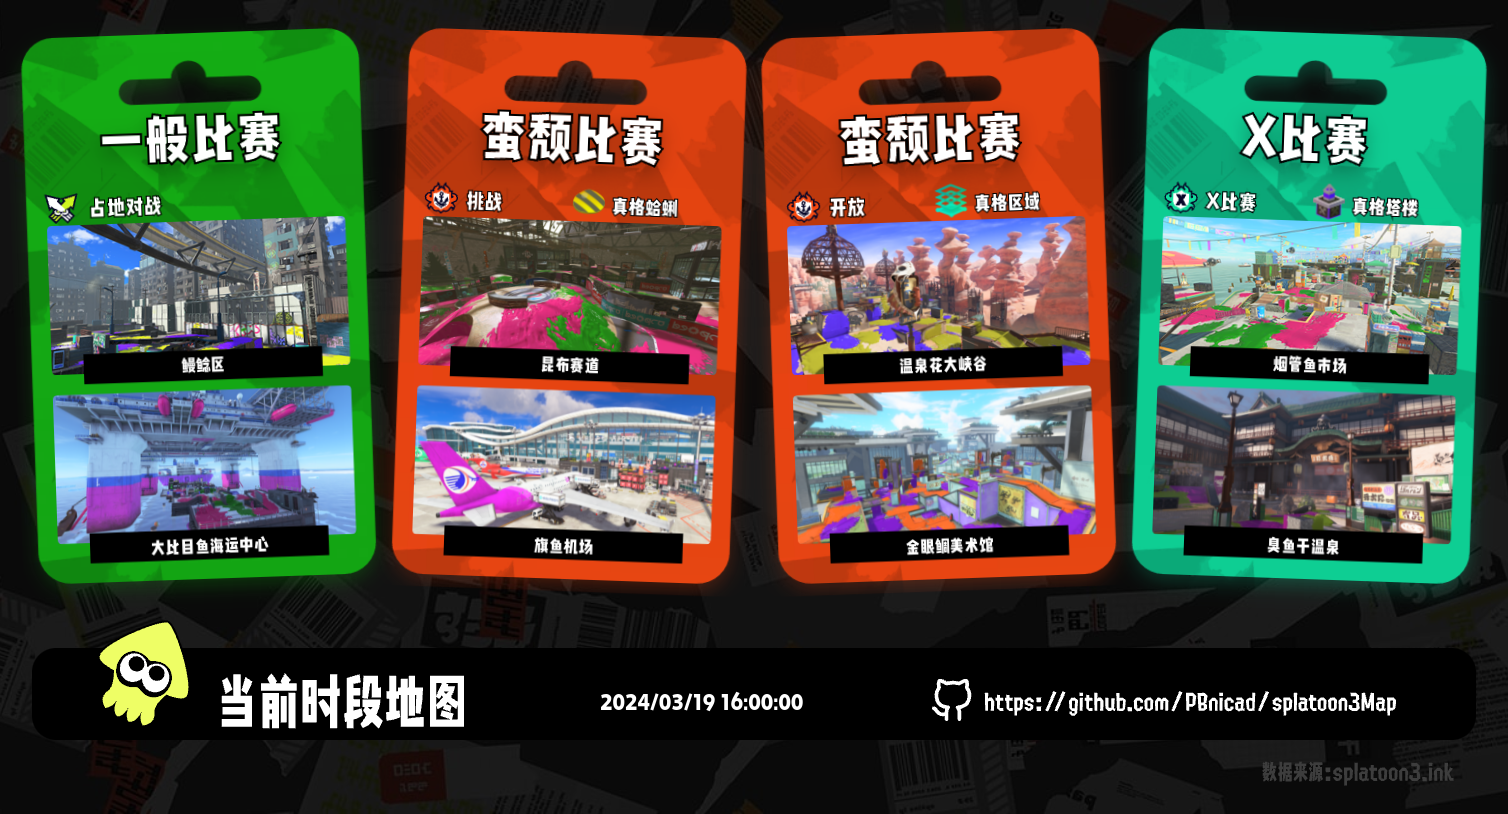 一般比赛
占地对战
鳗鲶区
大比目鱼海运中心
蛮颓比赛
挑战
真格蛤蜊
昆布赛道
旗鱼机场
蛮颓比赛
开放
真格区域
温泉花大峡谷
金眼鲷美术馆
X比赛
X比赛
真格塔楼
烟管鱼市场
臭鱼干温泉
当前时段地图
2024/03/19 16:00:00
https://github.com/PBnicad/splatoon3Map
数据来源:splatoon3.ink